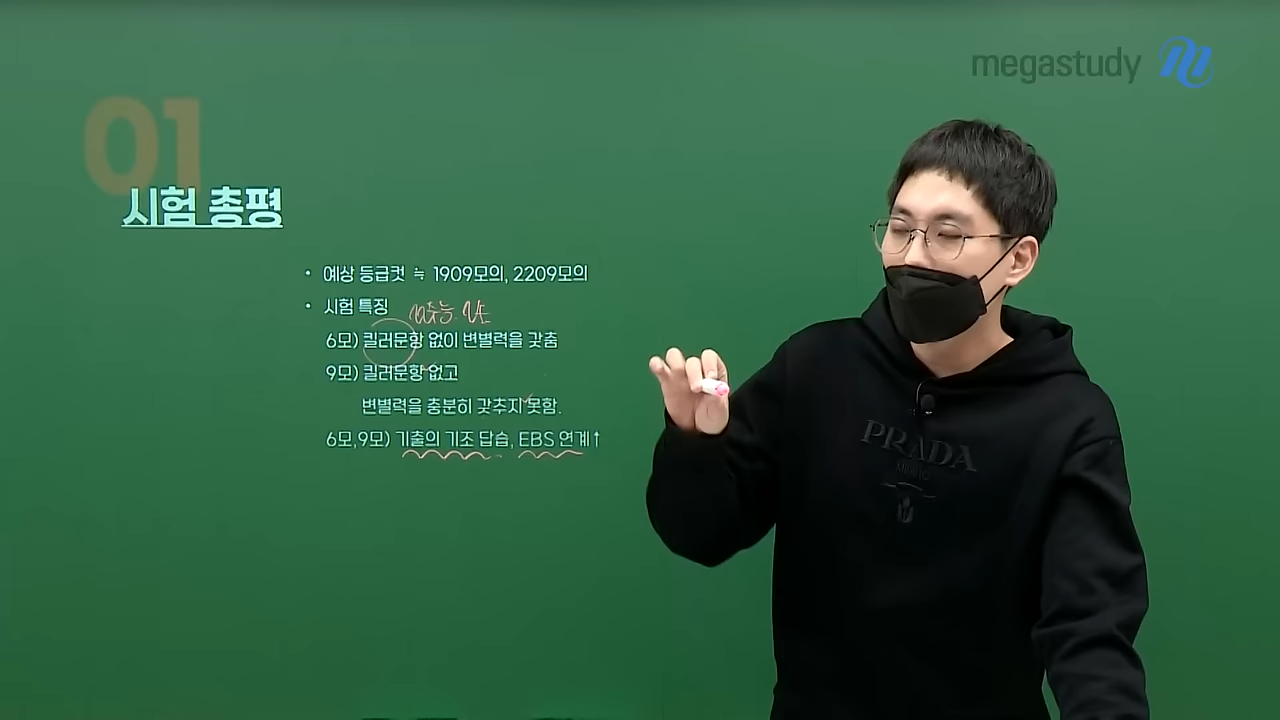 megastudy
01
시험 총평
• 예상 등급컷 ≒ 1909모의, 2209모의
• 시험 특징
6모) 킬러문항 없이 변별력을 갖춤
9모) 킬러문항 없고
변별력을 충분히 갖추지 못함.
6모,9모) 기출의 기조 답습, EBS 연계↑
PRADA
MILANO